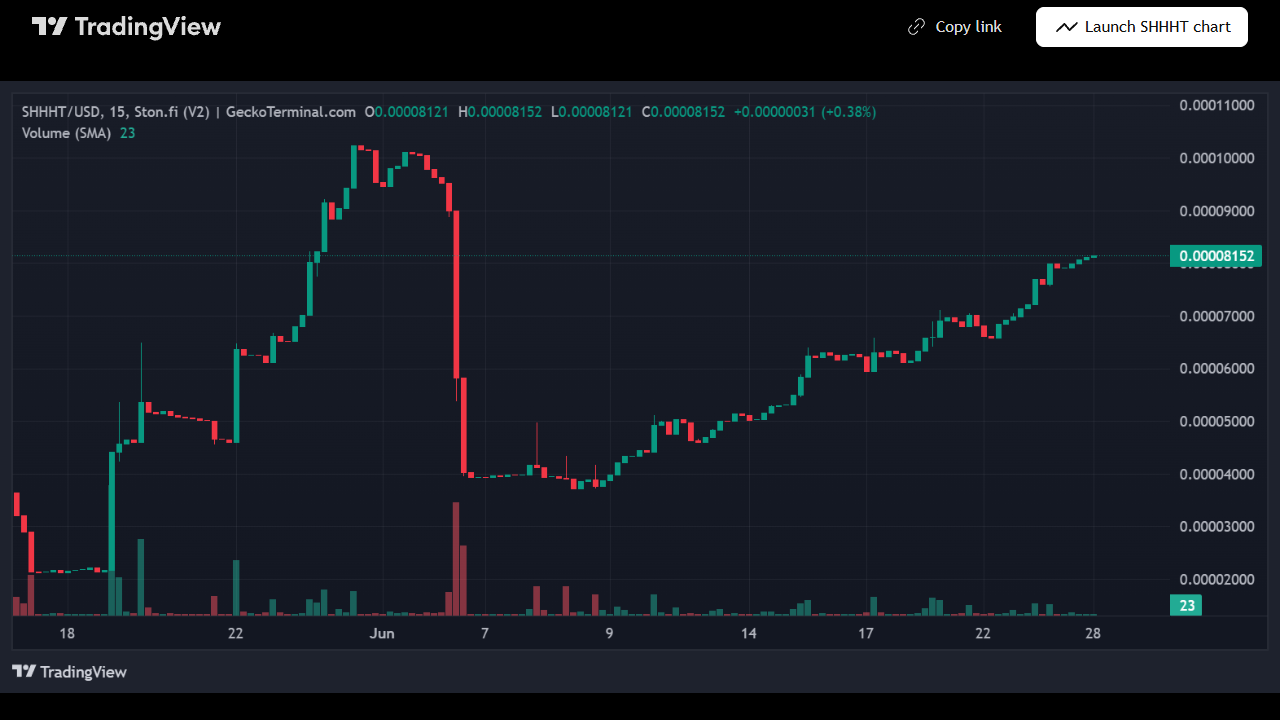 TradingView
Copy link
Launch SHHHT chart
SHHHT/USD, 15, Ston.fi (V2) | GeckoTerminal.com O0.00008121 H0.00008152 L0.00008121 C0.00008152 +0.00000031 (+0.38%)
Volume (SMA) 23
0.00011000
0.00010000
0.00009000
0.00008152
0.00007000
0.00006000
0.00005000
0.00004000
0.00003000
0.00002000
23
18 22 Jun 7 9 14 17 22 28
TradingView